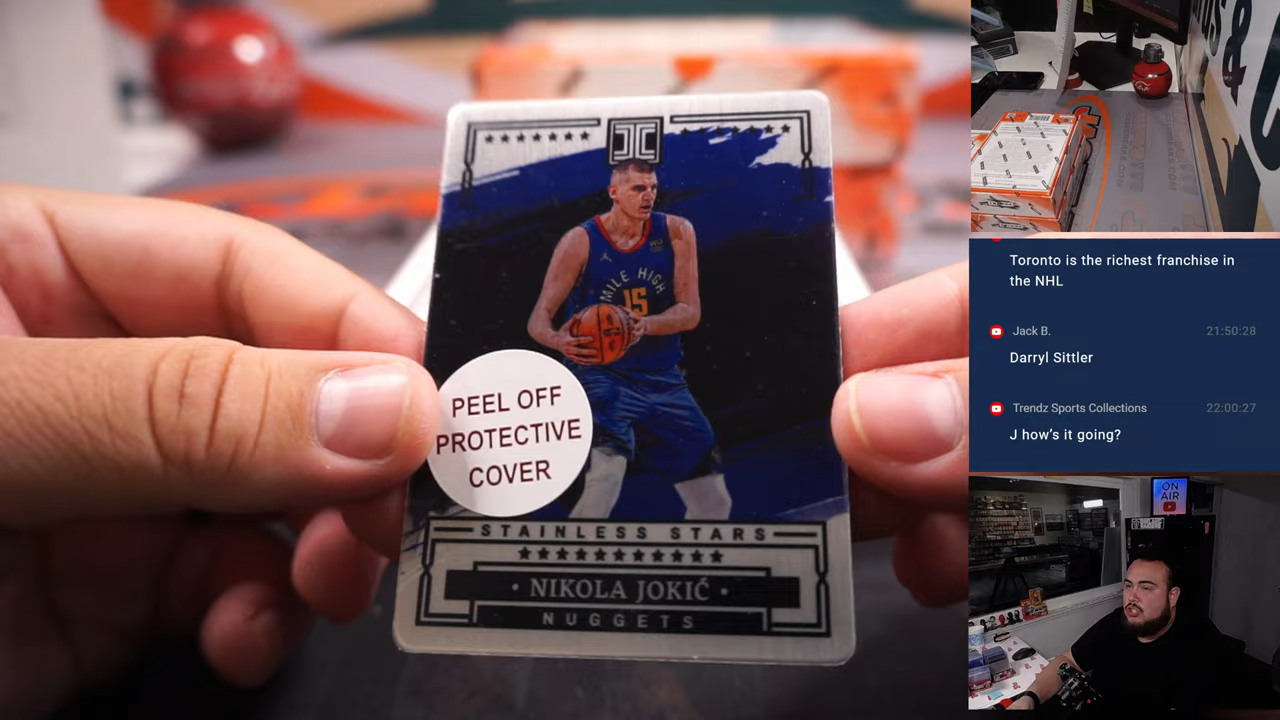 MILE HIGH
15
PEEL OFF
PROTECTIVE
COVER
STAINLESS STARS
· NIKOLA JOKIĆ ·
NUGGETS
Toronto is the richest franchise in
the NHL
Jack B. 21:50:28
Darryl Sittler
Trendz Sports Collections 22:00:27
J how's it going?
ON
AIR